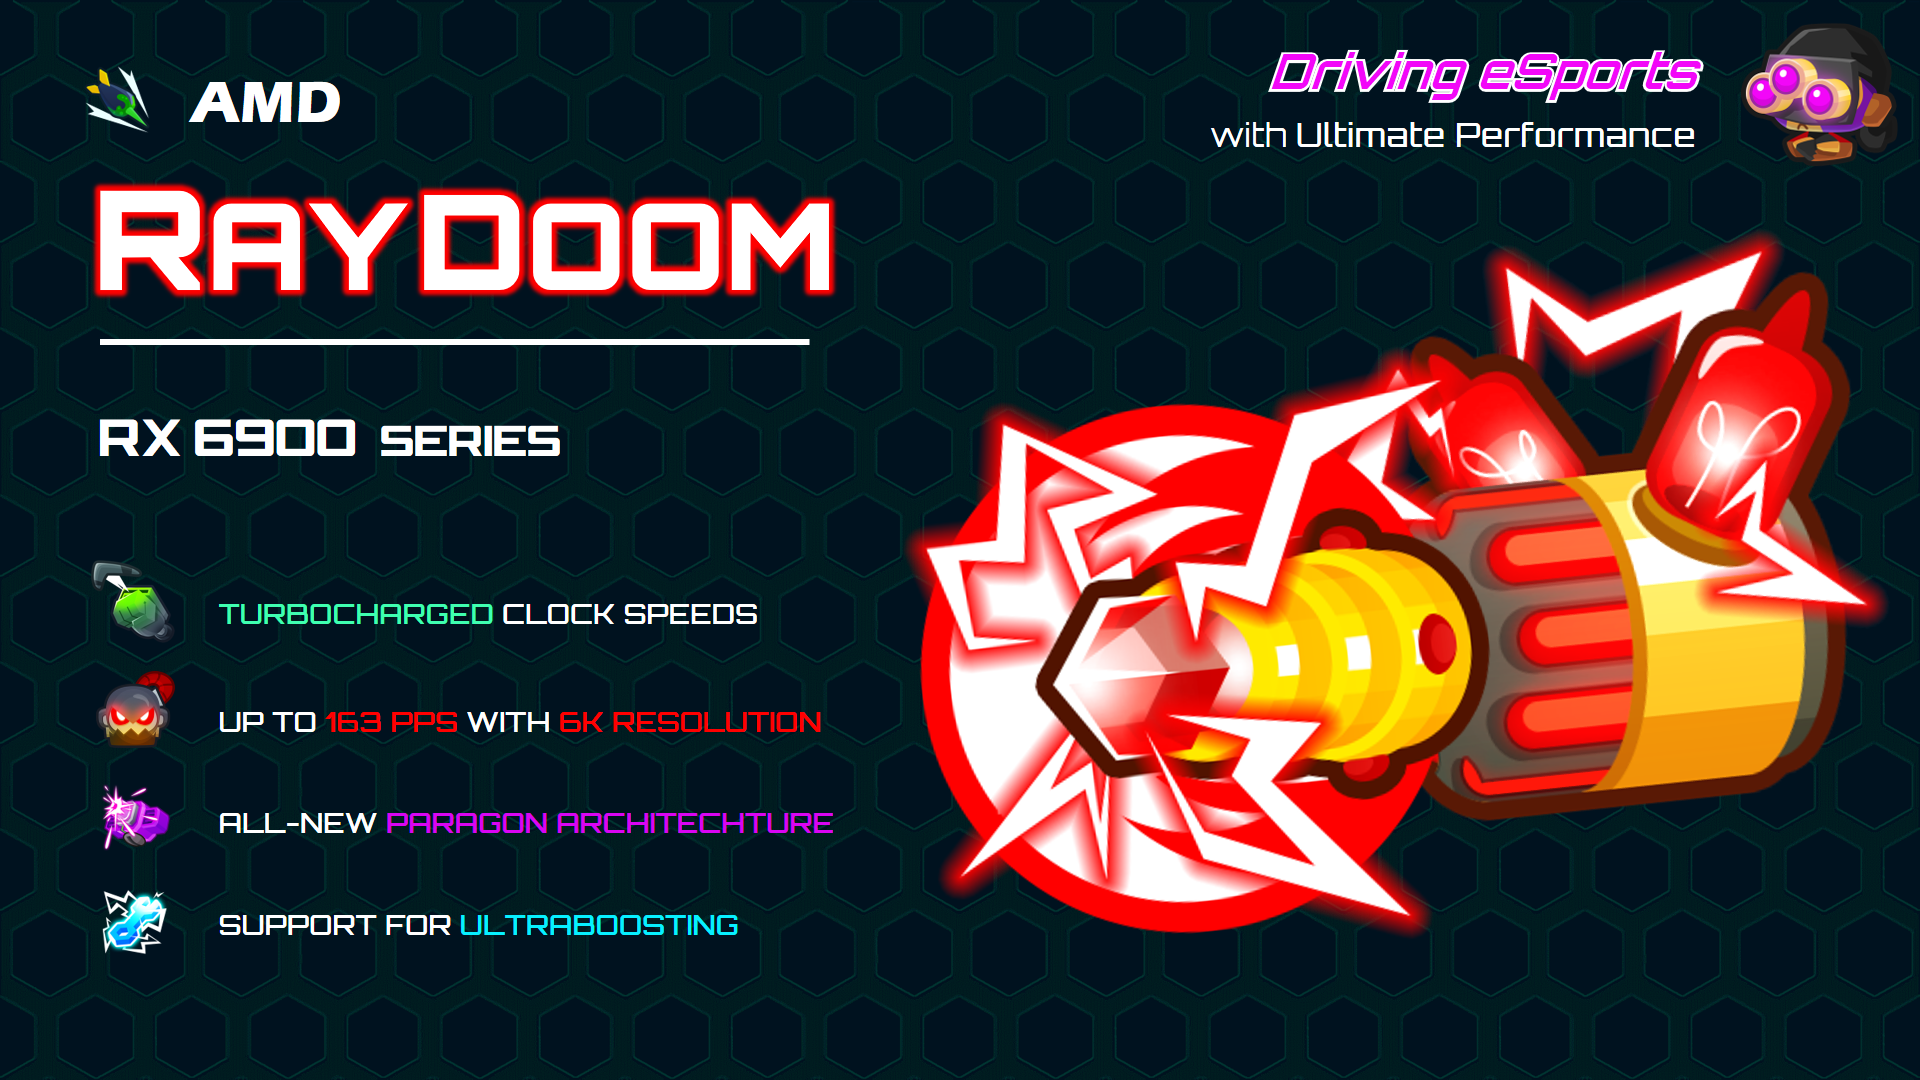 AMD
Driving eSports
with Ultimate Performance
RAYDOOM
RX 6900 SERIES
TURBOCHARGED CLOCK SPEEDS
UP TO 163 PPS WITH 6K RESOLUTION
ALL-NEW PARAGON ARCHITECHTURE
SUPPORT FOR ULTRABOOSTING